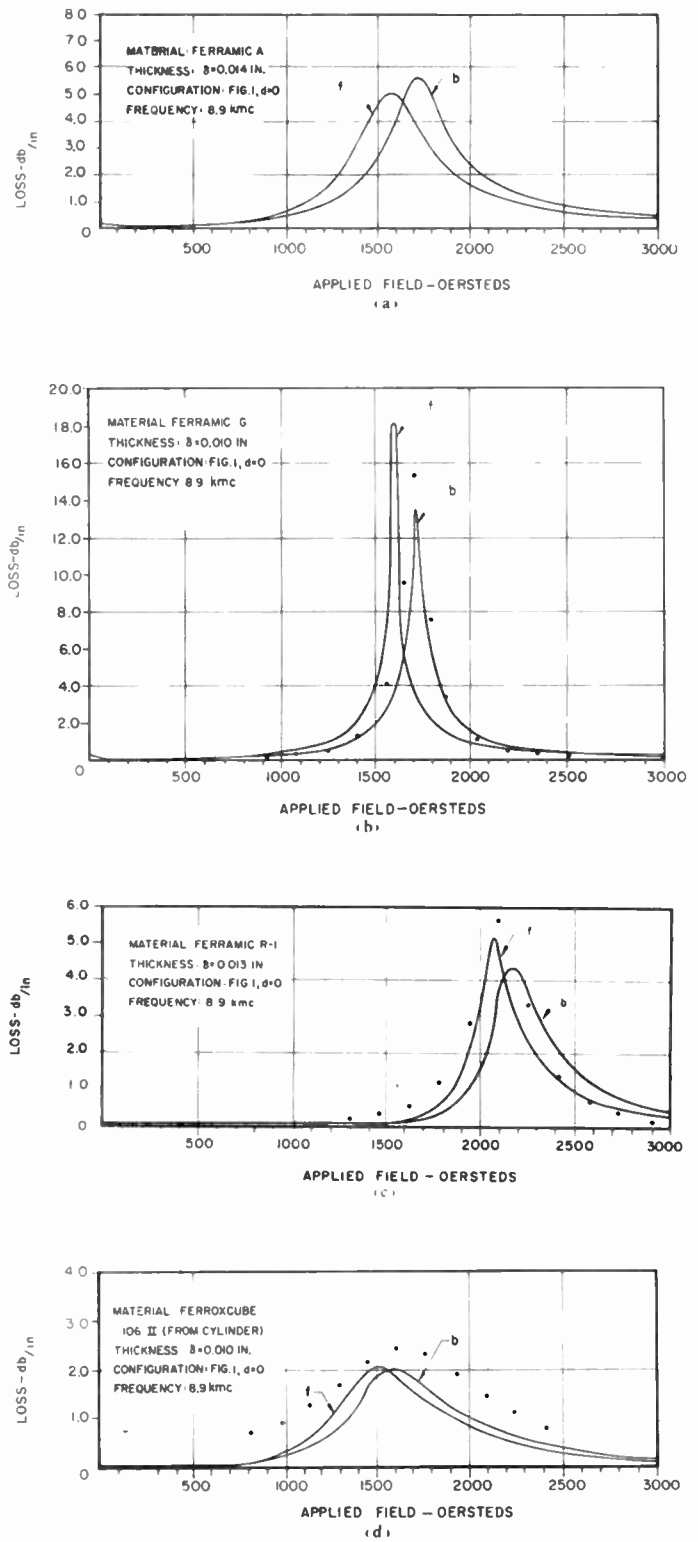 8.0
7.0
6.0
5.0
4.0
3.0
2.0
1.0
0
LOSS-db/in
MATERIAL: FERRAMIC A
THICKNESS: δ=0.014 IN.
CONFIGURATION: FIG.1, d=0
FREQUENCY: 8.9 kmc
f
b
500 1000 1500 2000 2500 3000
APPLIED FIELD-OERSTEDS
(a)
20.0
18.0
16.0
14.0
12.0
10.0
8.0
6.0
4.0
2.0
0
LOSS-db/in
MATERIAL FERRAMIC G
THICKNESS: δ=0.010 IN
CONFIGURATION: FIG.1, d=0
FREQUENCY 8.9 kmc
f
b
500 1000 1500 2000 2500 3000
APPLIED FIELD-OERSTEDS
(b)
6.0
5.0
4.0
3.0
2.0
1.0
0
LOSS-db/in
MATERIAL FERRAMIC R-1
THICKNESS: δ=0.013 IN
CONFIGURATION: FIG.1, d=0
FREQUENCY: 8.9 kmc
f
b
500 1000 1500 2000 2500 3000
APPLIED FIELD - OERSTEDS
(c)
4.0
3.0
2.0
1.0
0
LOSS-db/in
MATERIAL FERROXCUBE
106 II (FROM CYLINDER)
THICKNESS δ=0.010 IN.
CONFIGURATION: FIG.1, d=0
FREQUENCY: 8.9 kmc
f
b
500 1000 1500 2000 2500 3000
APPLIED FIELD - OERSTEDS
(d)